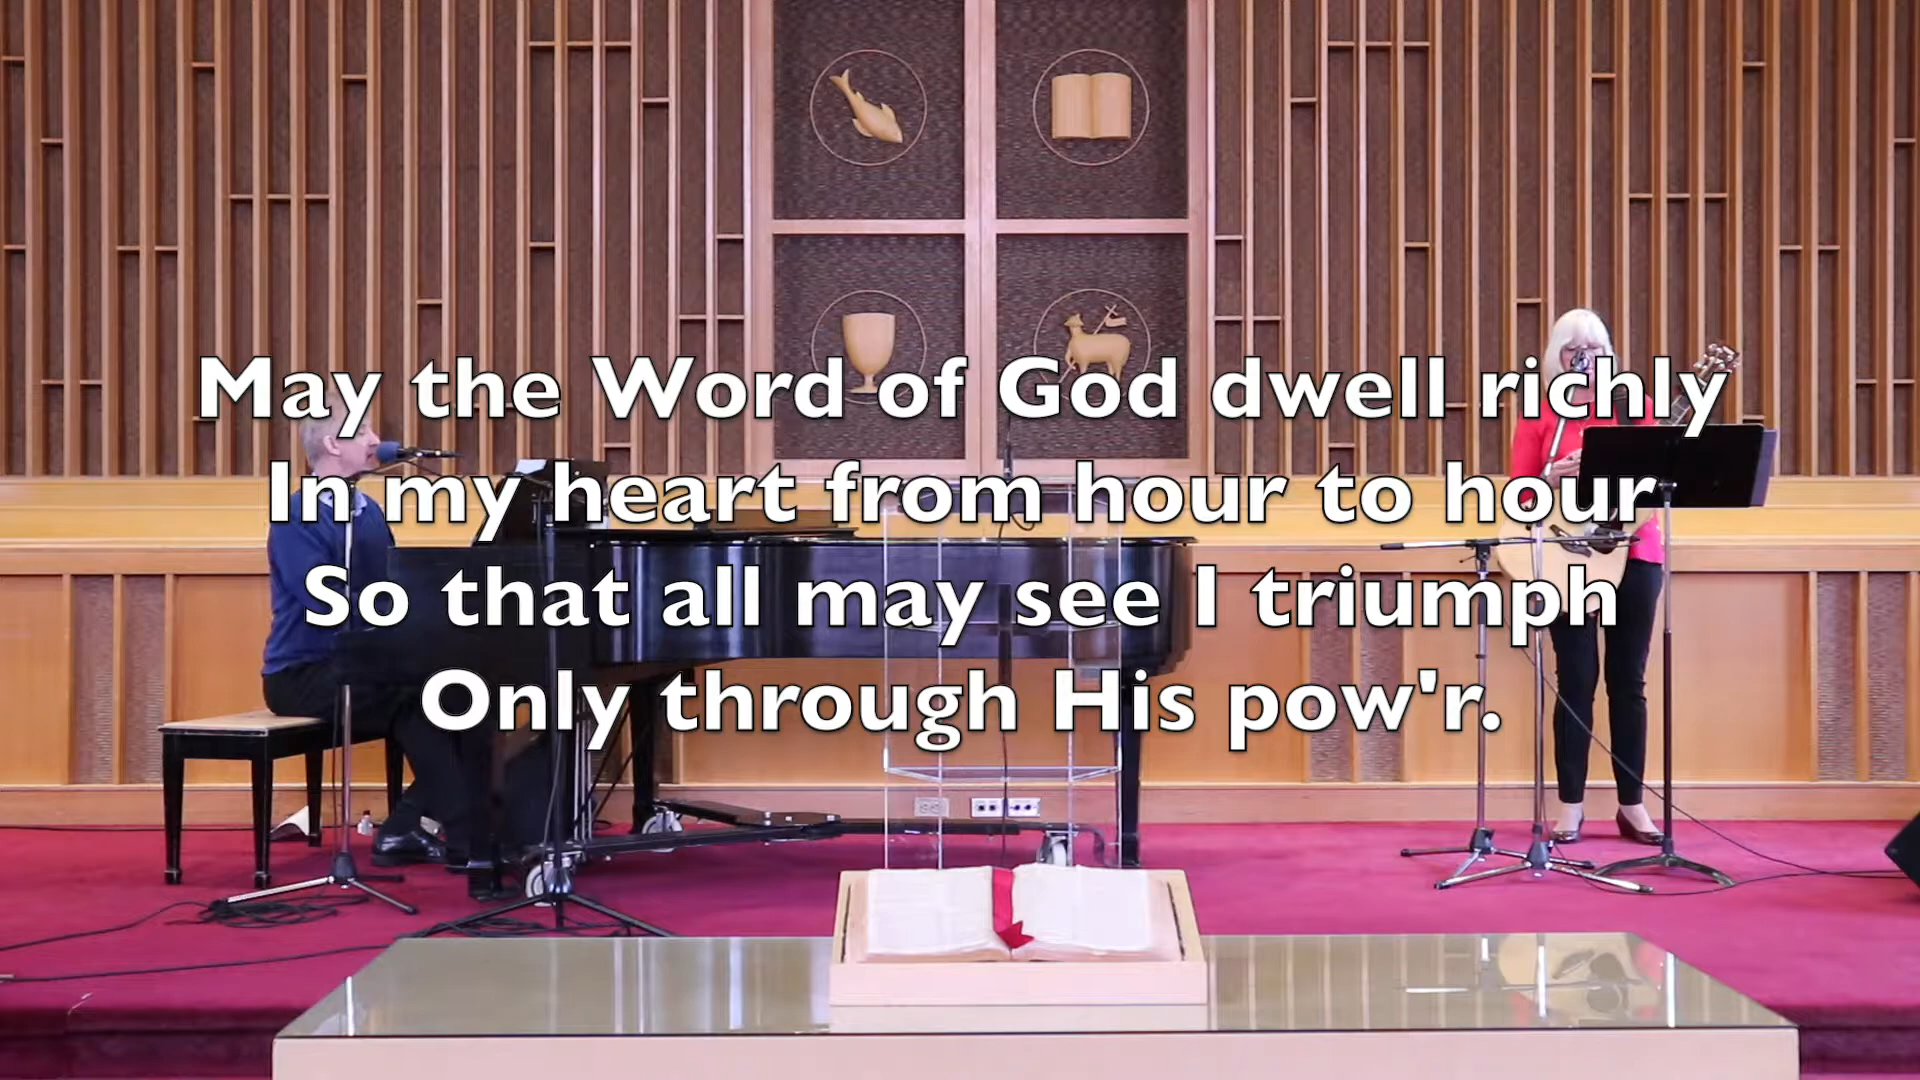 May the Word of God dwell richly
In my heart from hour to hour
So that all may see I triumph
Only through His pow'r.